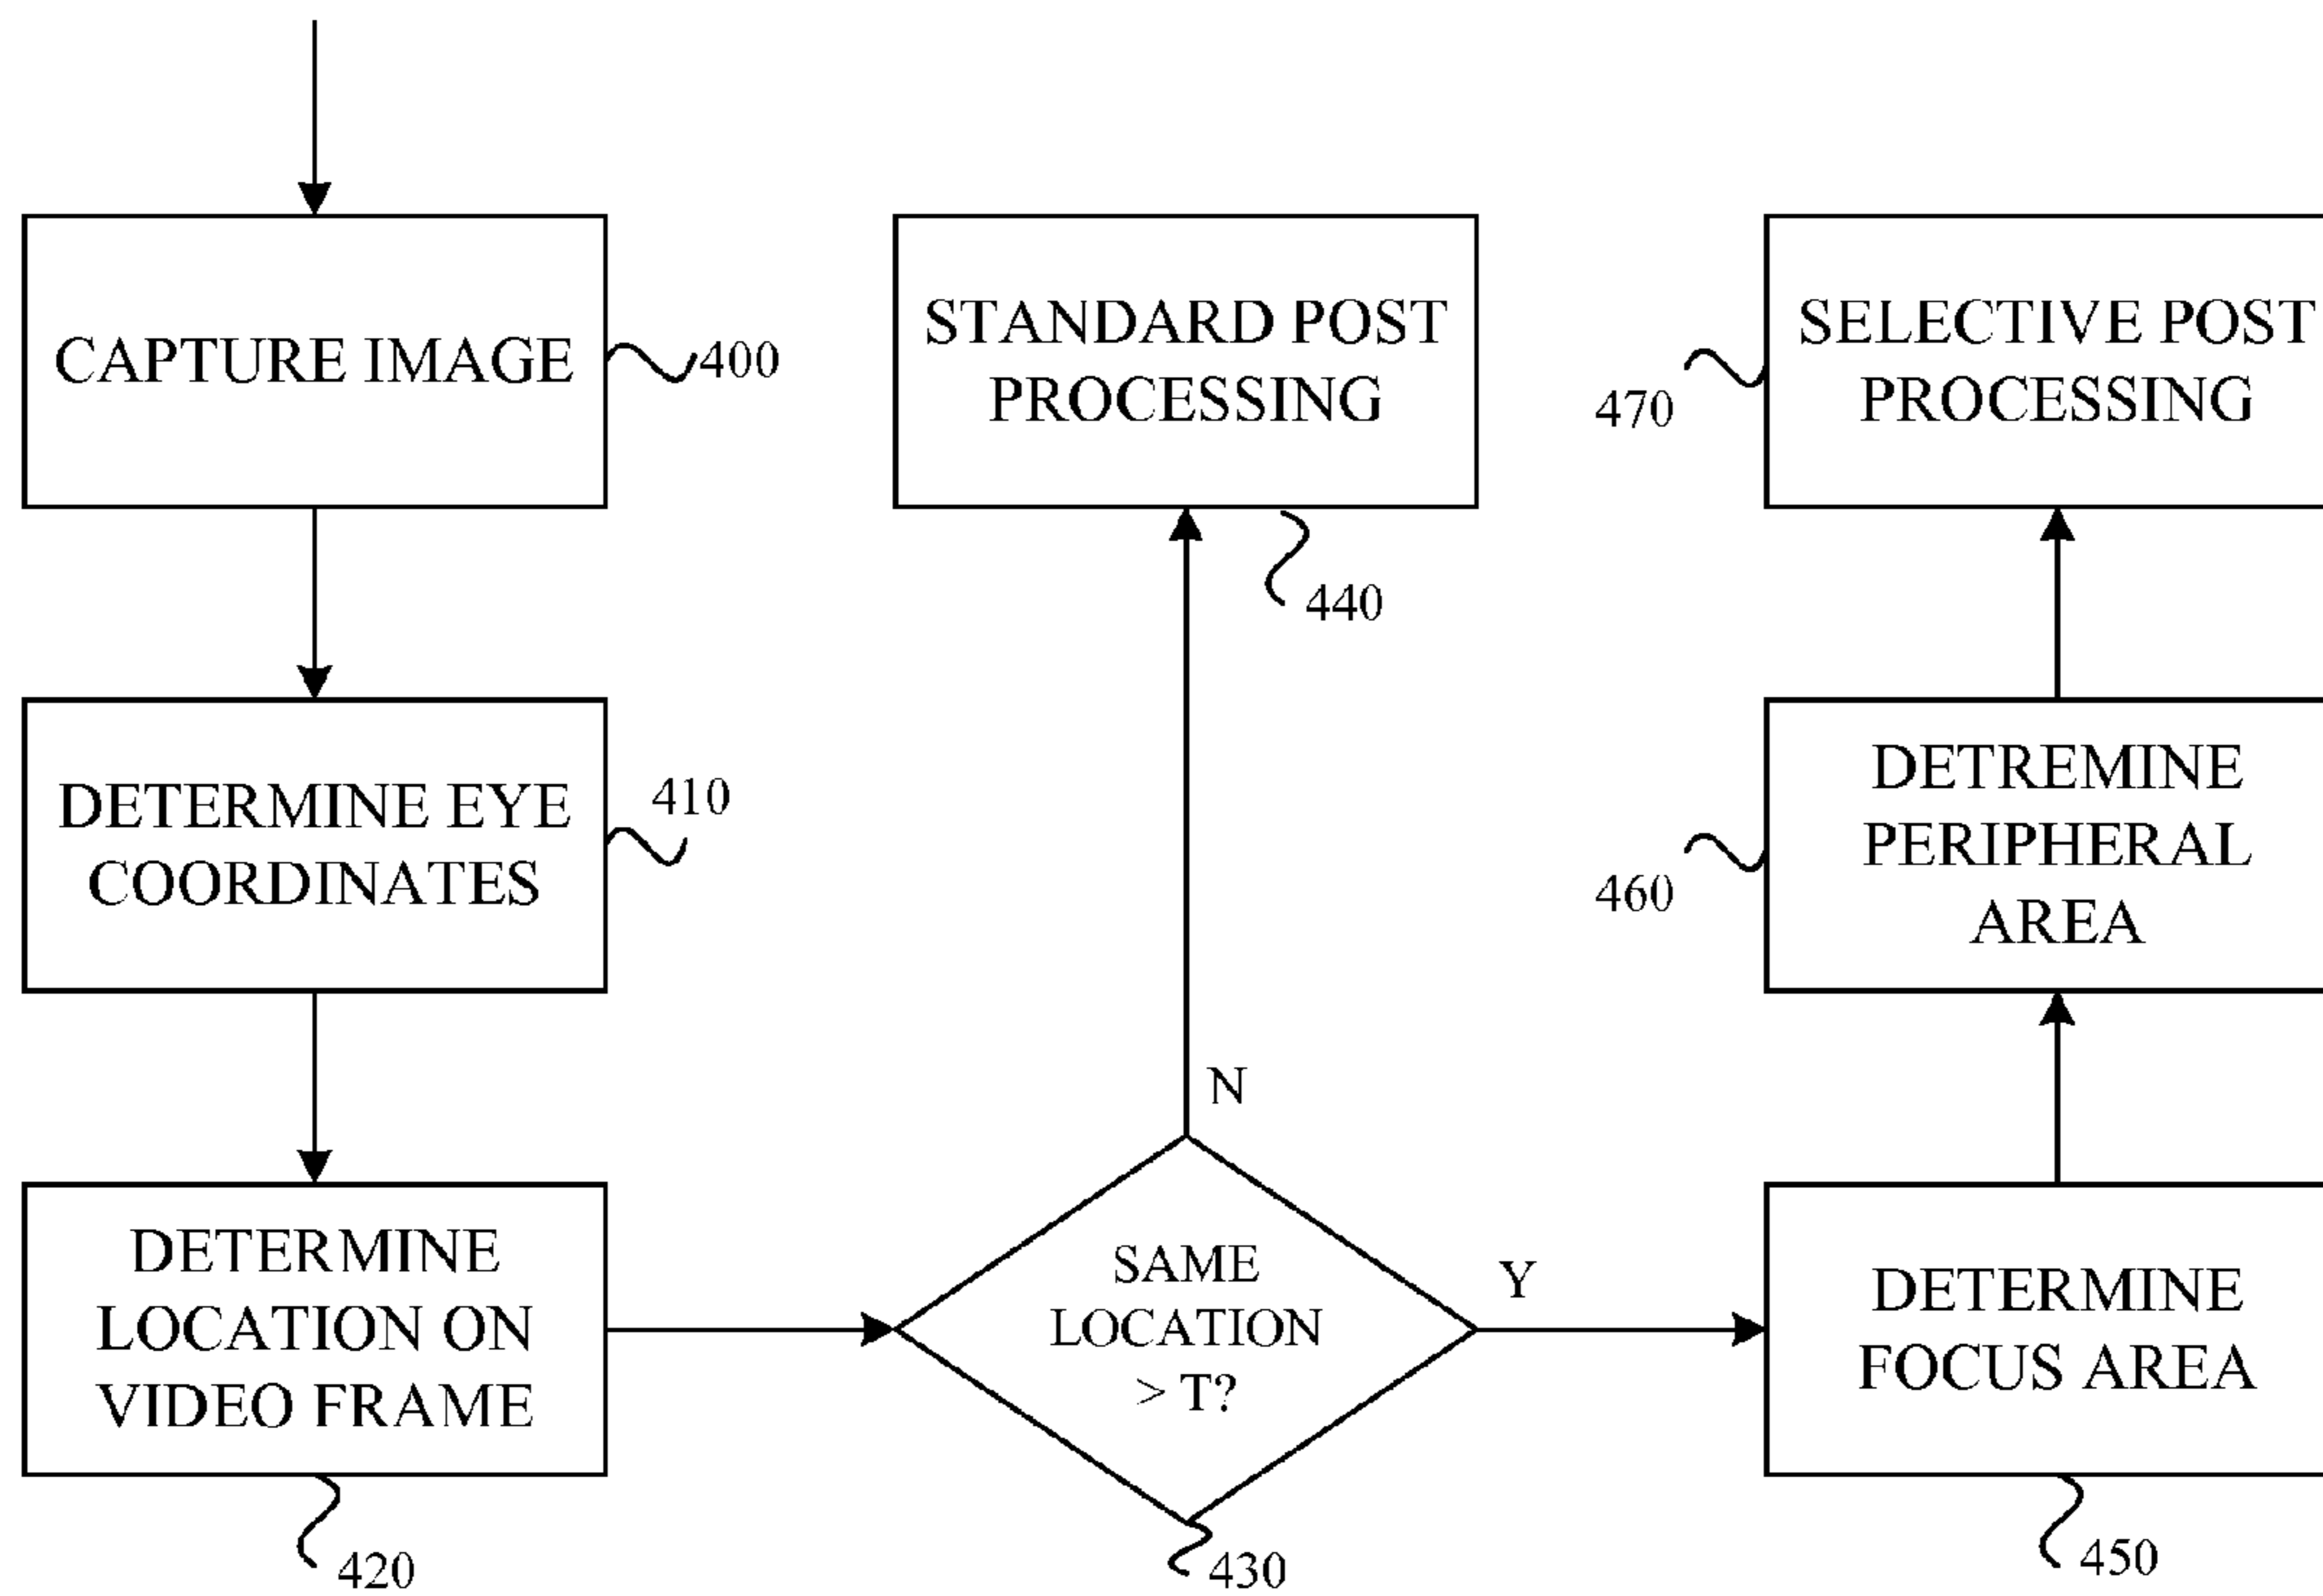 CAPTURE IMAGE
400
DETERMINE EYE
COORDINATES
410
DETERMINE
LOCATION ON
VIDEO FRAME
420
SAME
LOCATION
> T?
430
N
Y
STANDARD POST
PROCESSING
440
DETERMINE
FOCUS AREA
450
DETREMINE
PERIPHERAL
AREA
460
SELECTIVE POST
PROCESSING
470